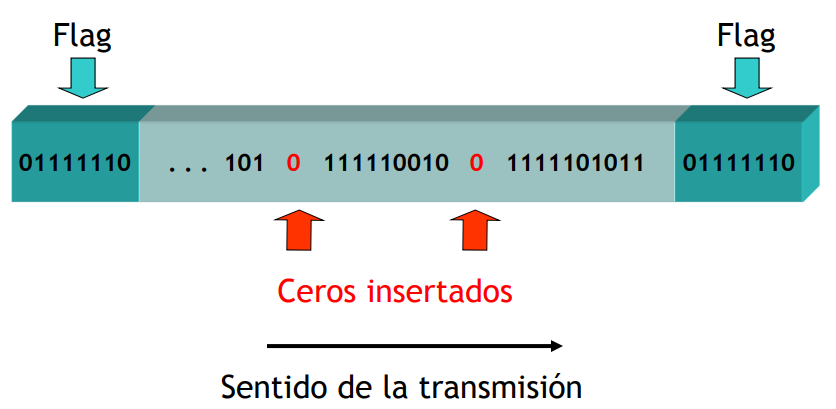 Flag Flag
01111110 ... 101 0 111110010 0 1111101011 01111110
Ceros insertados
Sentido de la transmisión